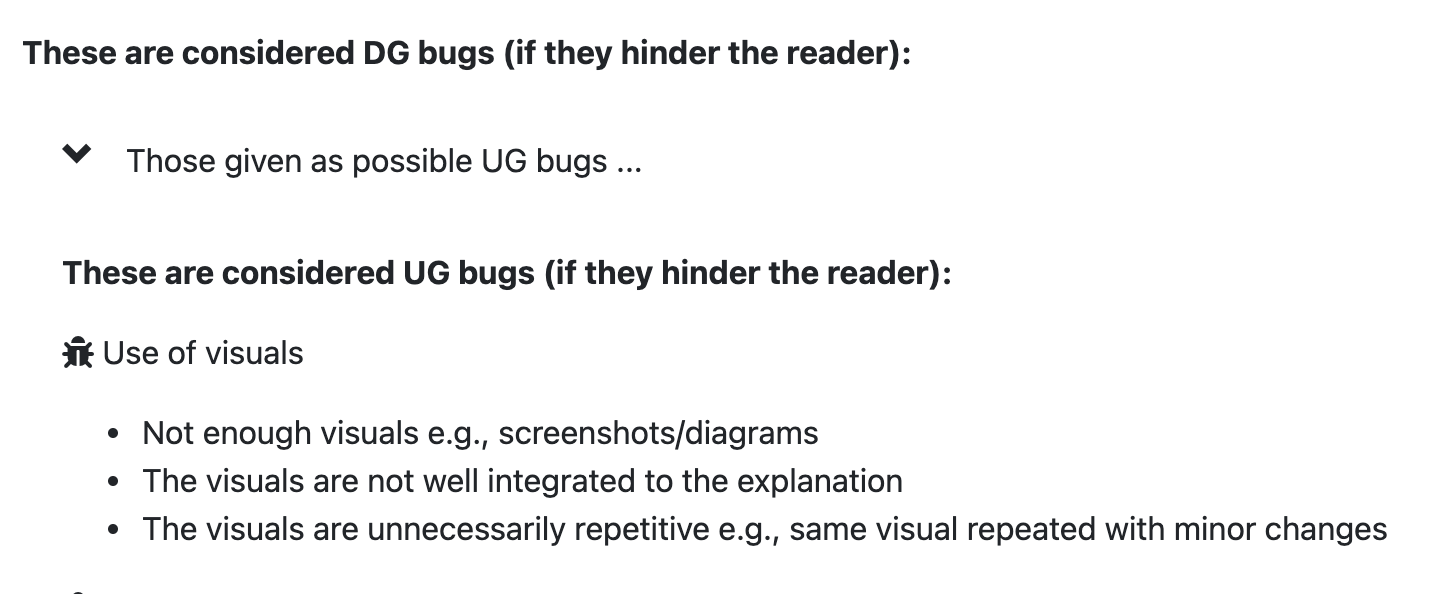 These are considered DG bugs (if they hinder the reader):
Those given as possible UG bugs ...
These are considered UG bugs (if they hinder the reader):
Use of visuals
• Not enough visuals e.g., screenshots/diagrams
• The visuals are not well integrated to the explanation
• The visuals are unnecessarily repetitive e.g., same visual repeated with minor changes